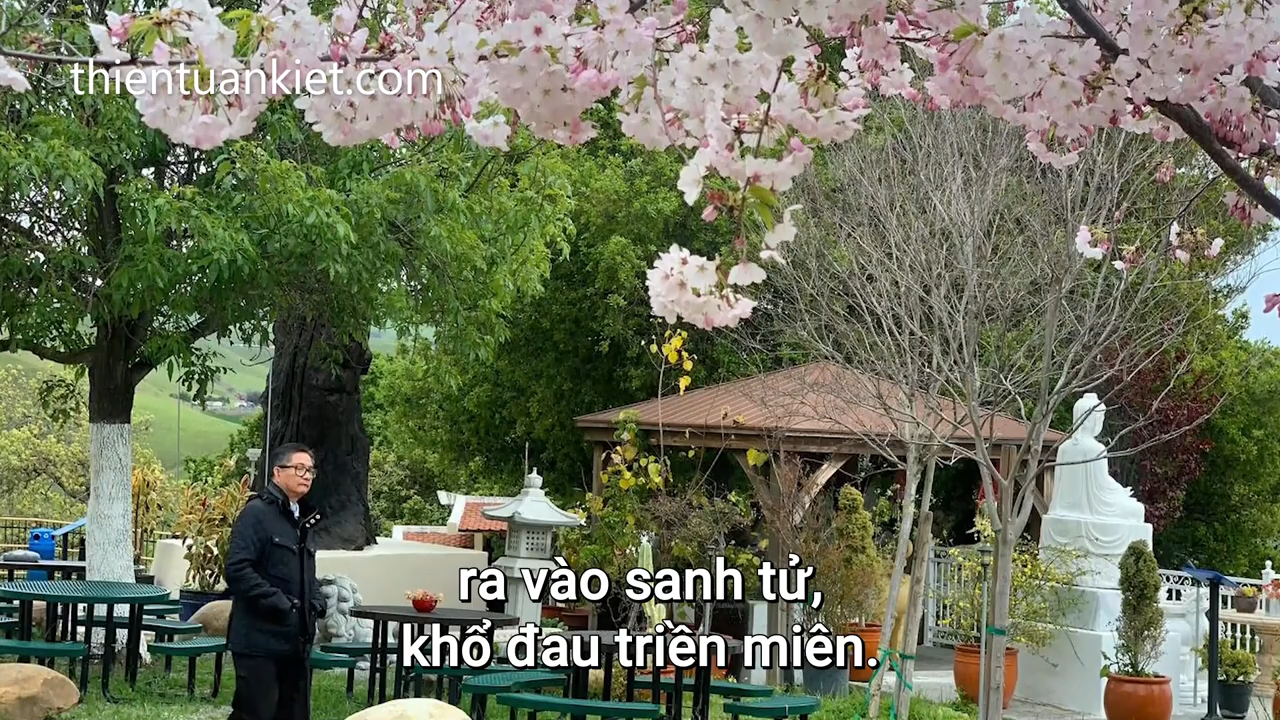 thientuankiet.com
ra vào sanh tử,
khổ đau triền miên.